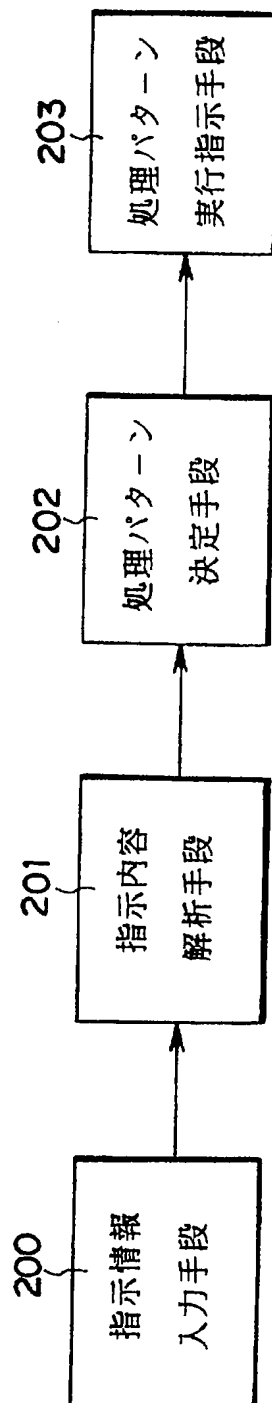 200
指示情報
入力手段
201
指示内容
解析手段
202
処理パターン
決定手段
203
処理パターン
実行指示手段